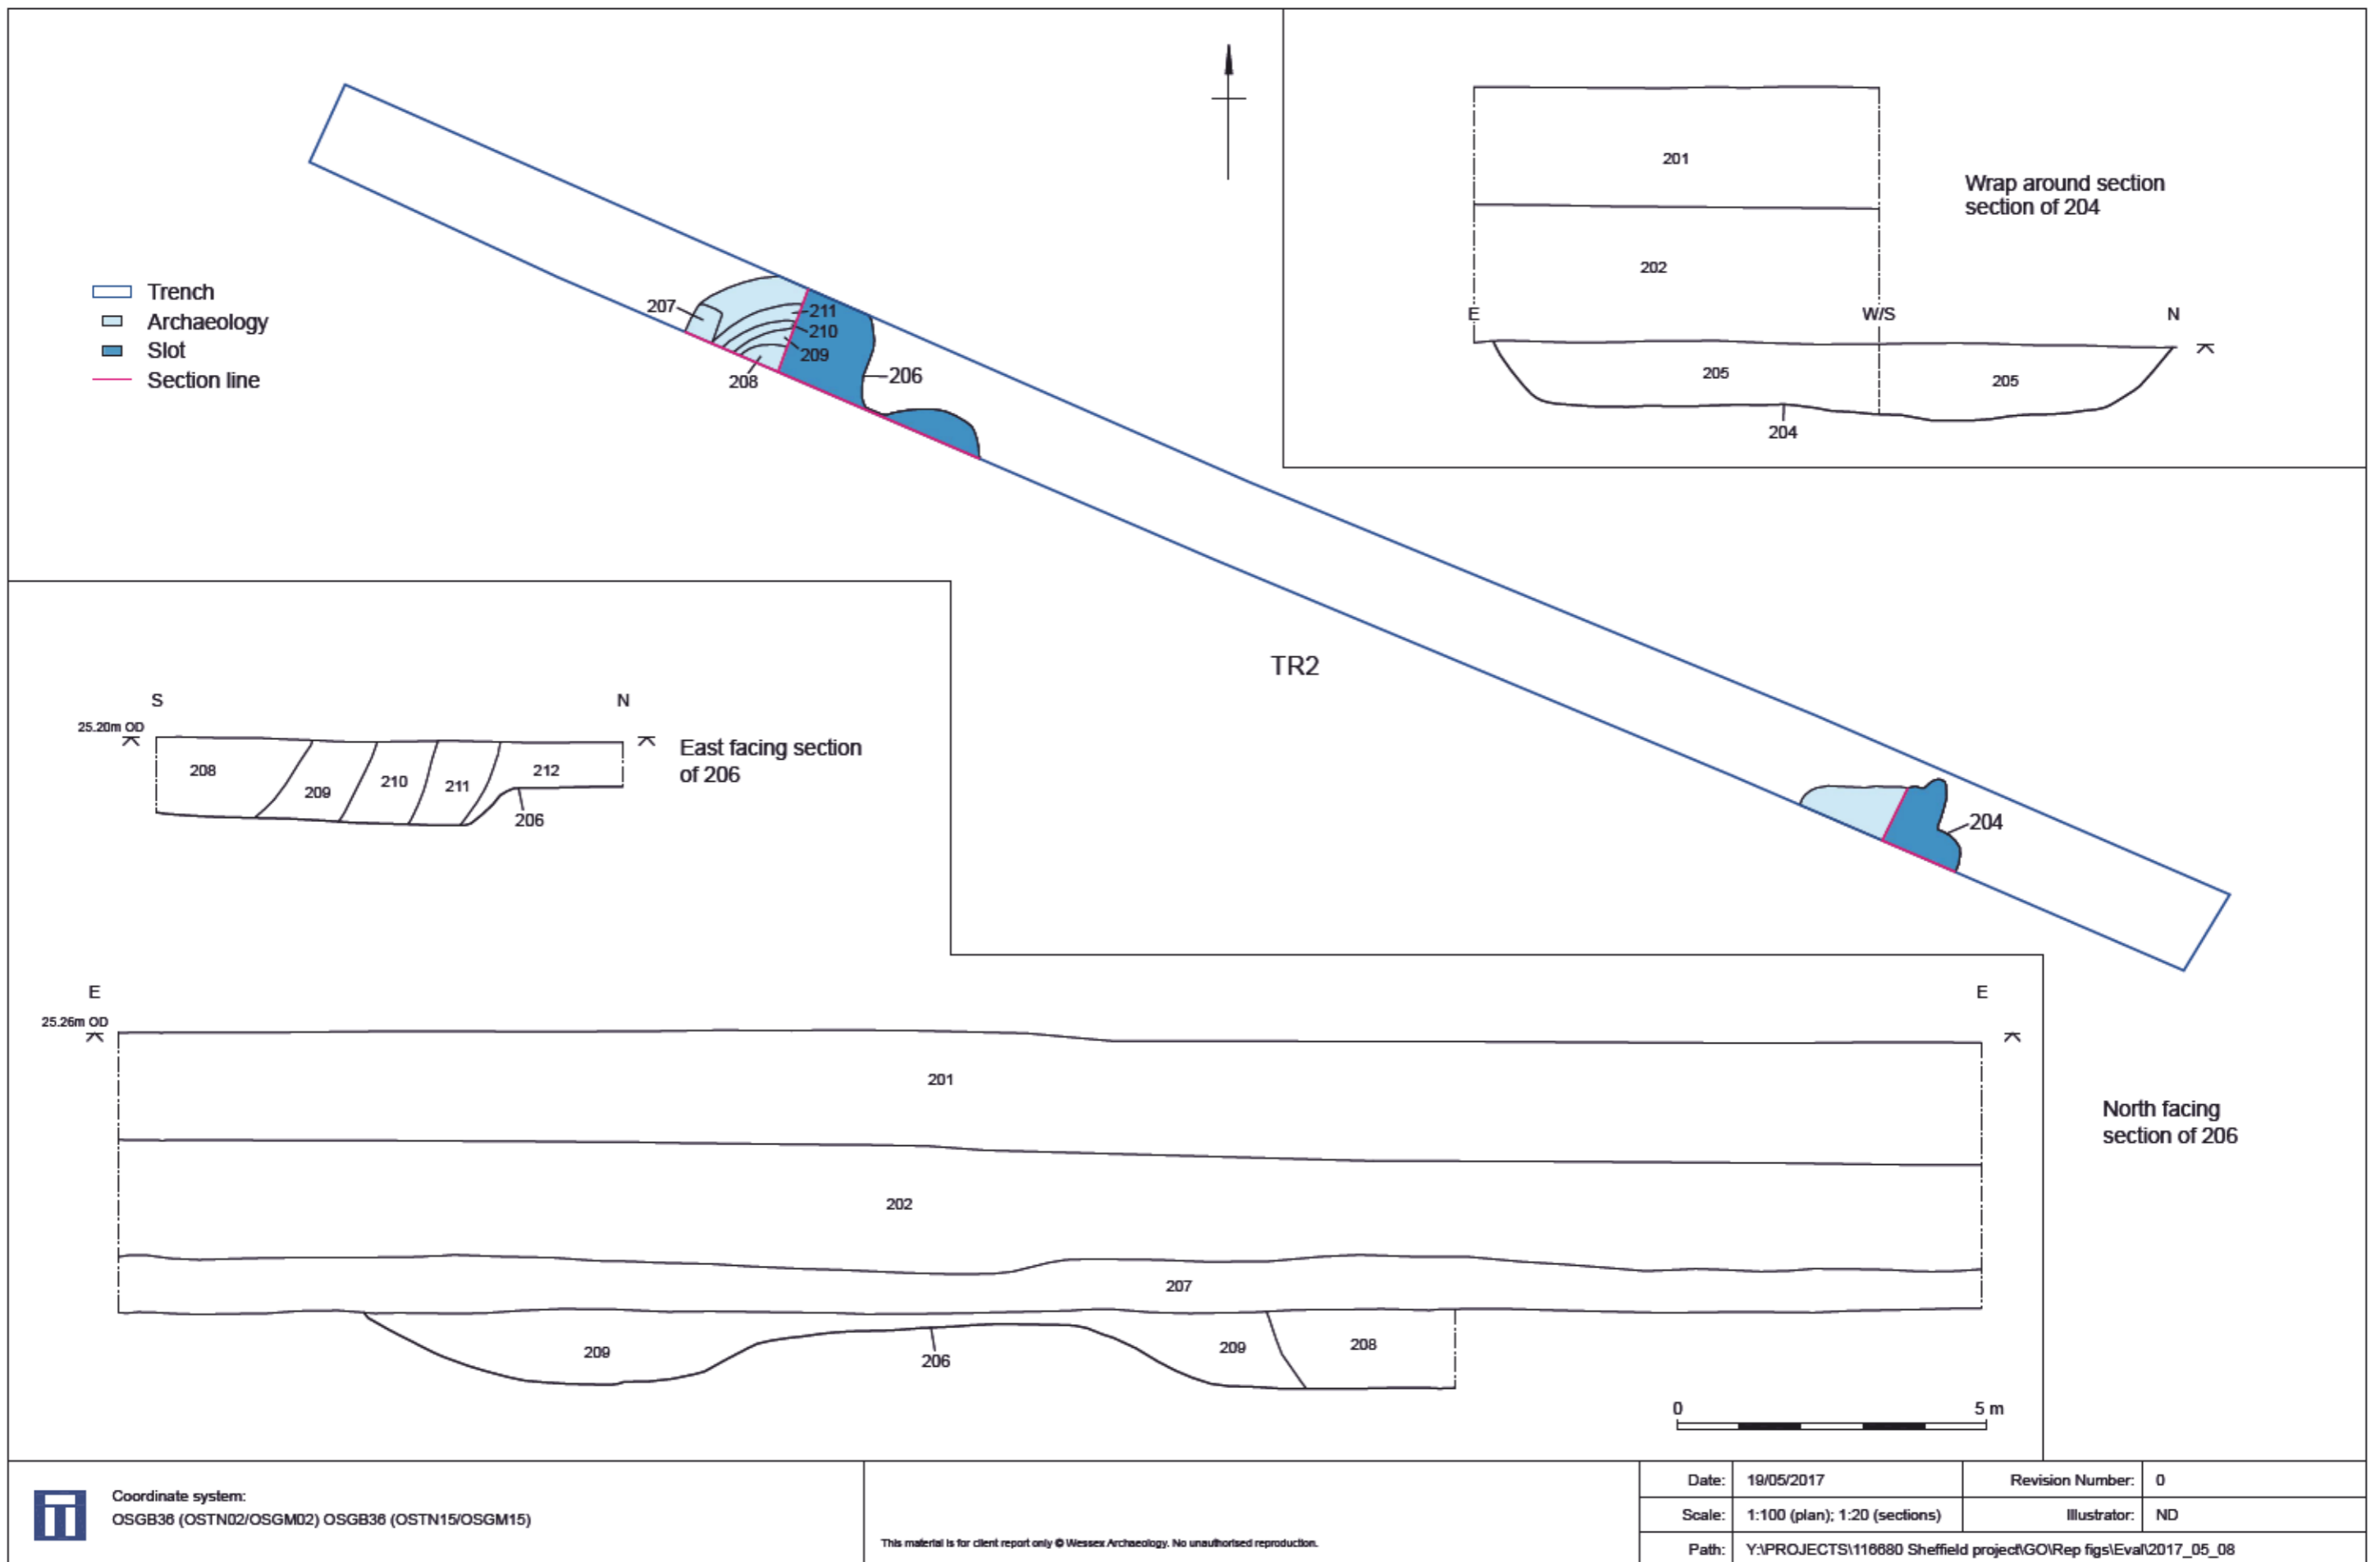 Trench
Archaeology
Slot
Section line
207
211
210
209
208
206
TR2
204
201
202
E
W/S
N
205
205
204
Wrap around section
section of 204
S
N
25.20m OD
208
209
210
211
212
206
East facing section
of 206
E
E
25.26m OD
201
202
207
209
206
209
208
North facing
section of 206
0
5 m
Coordinate system:
OSGB36 (OSTN02/OSGM02) OSGB36 (OSTN15/OSGM15)
This material is for client report only © Wessex Archaeology. No unauthorised reproduction.
Date: 19/05/2017 Revision Number: 0
Scale: 1:100 (plan); 1:20 (sections) Illustrator: ND
Path: Y:\PROJECTS\116680 Sheffield project\GO\Rep figs\Eval\2017_05_08